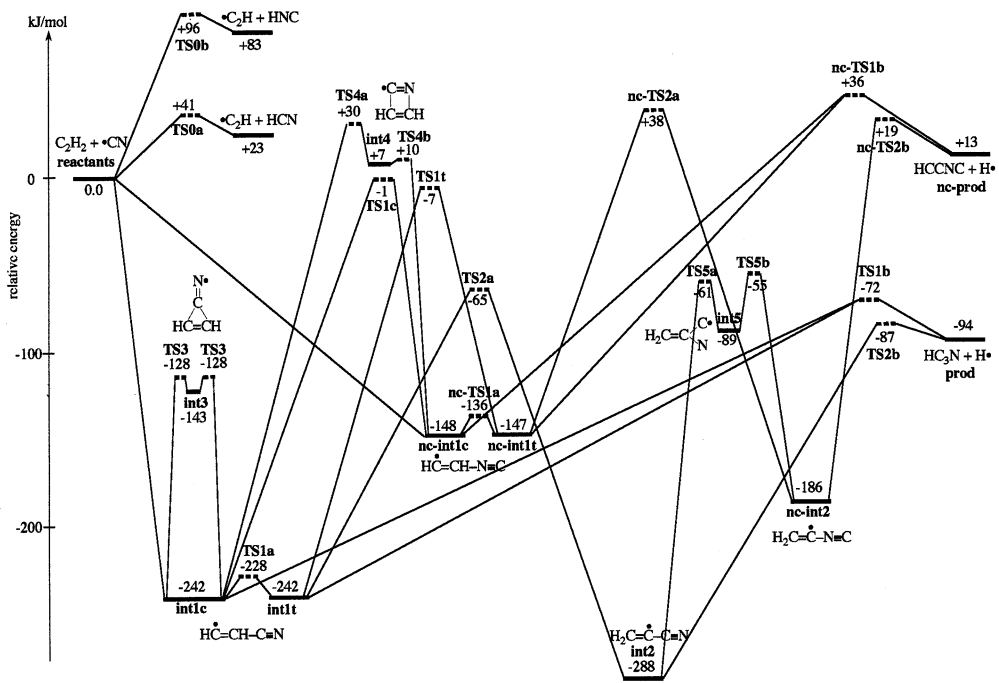 kJ/mol
relative energy
0
-100
-200
+96
TS0b
•C2H + HNC
+83
+41
TS0a
•C2H + HCN
+23
C2H2 + •CN
reactants
0.0
TS4a
+30
•C=N
HC=CH
int4
+7
TS4b
+10
-1
TS1c
TS1t
-7
nc-TS2a
+38
nc-TS1b
+36
+19
nc-TS2b
+13
HCCNC + H•
nc-prod
N•
C
HC CH
TS3
-128
TS3
-128
int3
-143
TS2a
-65
TS5a
-61
TS5b
-55
int5
-89
H2C=C
C•
N
TS1b
-72
-87
TS2b
-94
HC3N + H•
prod
nc-TS1a
-136
-148
nc-int1c
-147
nc-int1t
•
HC=CH–N≡C
-186
nc-int2
•
H2C=C–N≡C
TS1a
-228
-242
int1c
-242
int1t
•
HC=CH–C≡N
•
H2C=C–C≡N
int2
-288